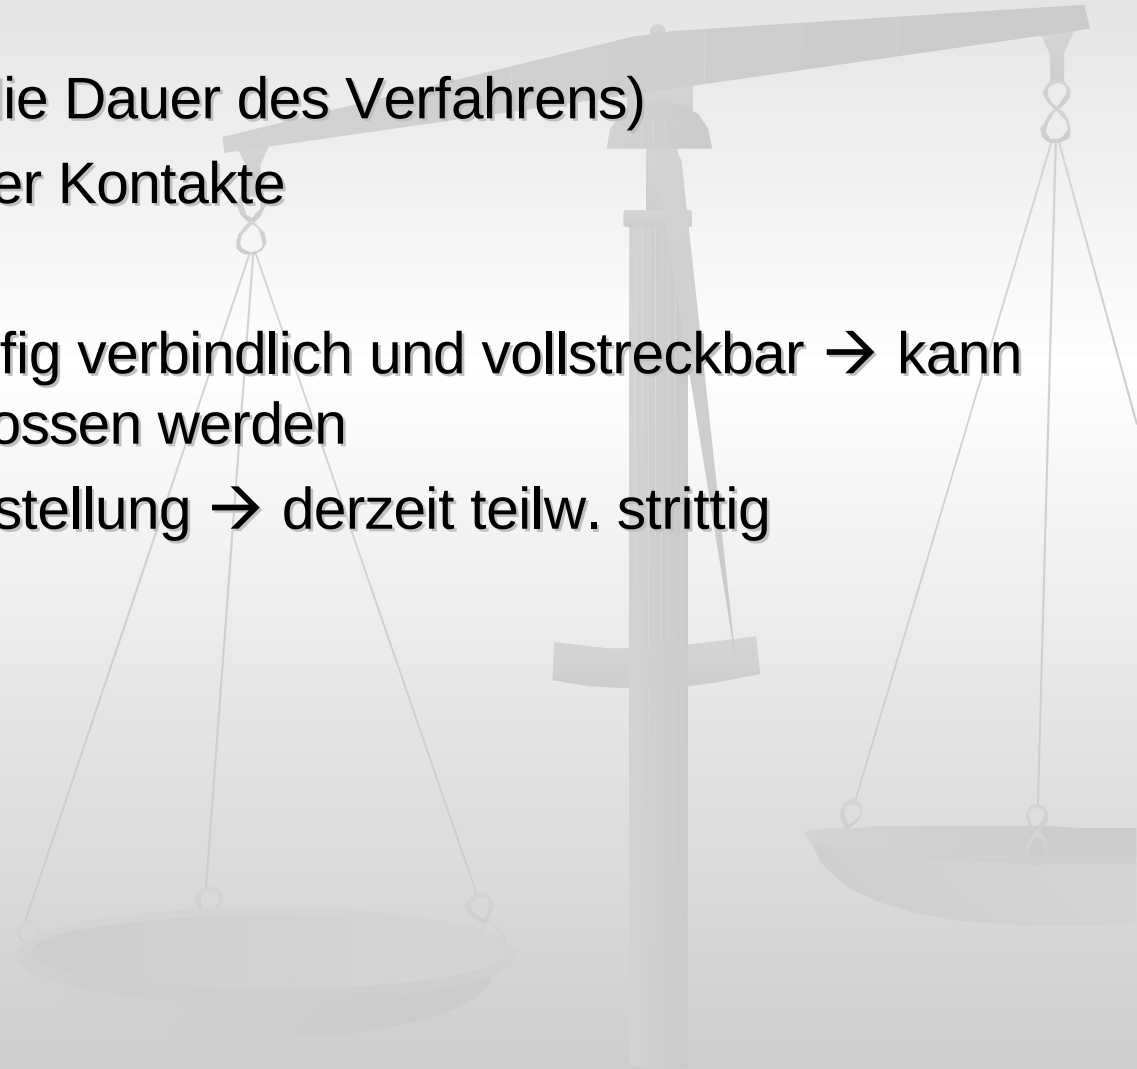 ie Dauer des Verfahrens)
er Kontakte
fig verbindlich und vollstreckbar → kann
ossen werden
stellung → derzeit teilw. strittig